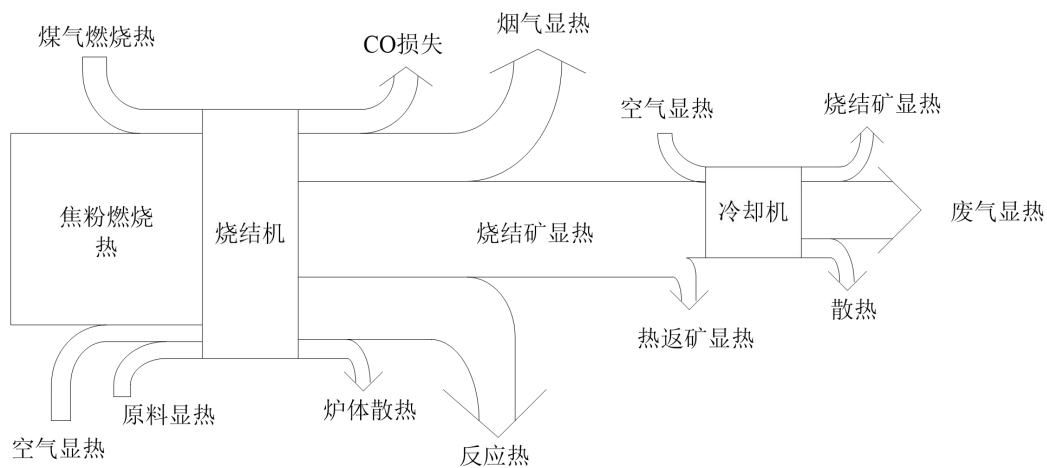 煤气燃烧热
CO损失
烟气显热
空气显热
烧结矿显热
焦粉燃烧
热
烧结机
烧结矿显热
冷却机
废气显热
热返矿显热
散热
空气显热
原料显热
炉体散热
反应热